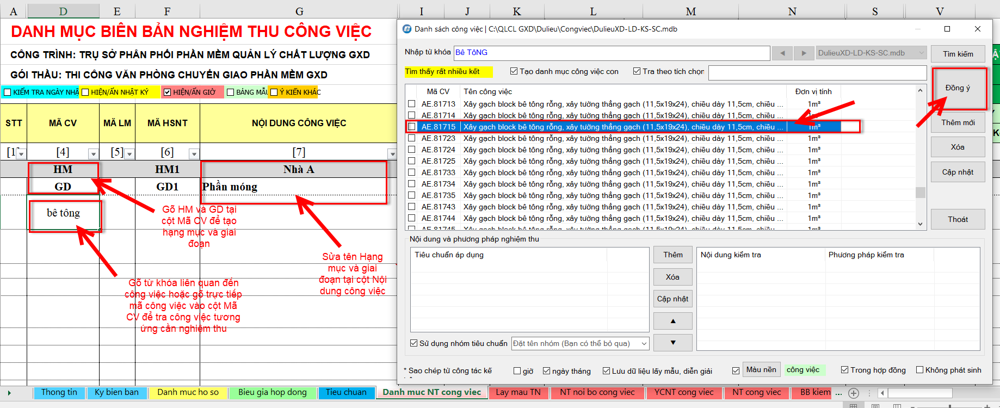 A D E F G I J K L M N S V
DANH MỤC BIÊN BẢN NGHIỆM THU CÔNG VIỆC
CÔNG TRÌNH: TRỤ SỞ PHÂN PHỐI PHẦN MỀM QUẢN LÝ CHẤT LƯỢNG GXD
GÓI THẦU: THI CÔNG VĂN PHÒNG CHUYỂN GIAO PHẦN MỀM GXD
KIỂM TRA NGÀY NHẬ HIỆN/ẨN NHẬT KÝ HIỆN/ẨN GIỜ BẢNG MẪU Ý KIẾN KHÁC
STT MÃ CV MÃ LM MÃ HSNT NỘI DUNG CÔNG VIỆC
[1] [4] [5] [6] [7]
HM HM1 Nhà A
GD GD1 Phần móng
bê tông
Gõ HM và GD tại
cột Mã CV để tạo
hạng mục và giai
đoạn
Sửa tên Hạng
mục và giai
đoạn tại cột Nội
dung công việc
Gõ từ khóa liên quan đến
công việc hoặc gõ trực tiếp
mã công việc vào cột Mã
CV để tra công việc tương
ứng cần nghiệm thu
Danh sách công việc | C:\QLCL GXD\Dulieu\Congviec\DulieuXD-LD-KS-SC.mdb
Nhập từ khóa Bê TôNG DulieuXD-LD-KS-SC.mdb Tìm kiếm
Tìm thấy rất nhiều kết Tạo danh mục công việc con Tra theo tích chọn
Đồng ý
Mã CV Tên công việc Đơn vị tính
AE.81713 Xây gạch block bê tông rỗng, xây tường thẳng gạch (11,5x19x24), chiều dày 11,5cm, chiều ... 1m³
AE.81714 Xây gạch block bê tông rỗng, xây tường thẳng gạch (11,5x19x24), chiều dày 11,5cm, chiều ... 1m³
AE.81715 Xây gạch block bê tông rỗng, xây tường thẳng gạch (11,5x19x24), chiều dày 11,5cm, chiều ... 1m³
AE.81723 Xây gạch block bê tông rỗng, xây tường thẳng gạch (11,5x19x24), chiều dày 11,5cm, chiều ... 1m³
AE.81724 Xây gạch block bê tông rỗng, xây tường thẳng gạch (11,5x19x24), chiều dày 11,5cm, chiều ... 1m³
AE.81725 Xây gạch block bê tông rỗng, xây tường thẳng gạch (11,5x19x24), chiều dày 11,5cm, chiều ... 1m³
AE.81733 Xây gạch block bê tông rỗng, xây tường thẳng gạch (11,5x19x24), chiều dày 11,5cm, chiều ... 1m³
AE.81734 Xây gạch block bê tông rỗng, xây tường thẳng gạch (11,5x19x24), chiều dày 11,5cm, chiều ... 1m³
AE.81735 Xây gạch block bê tông rỗng, xây tường thẳng gạch (11,5x19x24), chiều dày 11,5cm, chiều ... 1m³
AE.81743 Xây gạch block bê tông rỗng, xây tường thẳng gạch (11,5x19x24), chiều dày 11,5cm, chiều ... 1m³
AE.81744 Xây gạch block bê tông rỗng, xây tường thẳng gạch (11,5x19x24), chiều dày 11,5cm, chiều ... 1m³
AE.81745 Xây gạch block bê tông rỗng, xây tường thẳng gạch (11,5x19x24), chiều dày 11,5cm, chiều ... 1m³
Thêm mới
Xóa
Cập nhật
Thoát
Nội dung và phương pháp nghiệm thu
Tiêu chuẩn áp dụng Thêm Nội dung kiểm tra Phương pháp kiểm tra
Xóa
Cập nhật
Sử dụng nhóm tiêu chuẩn Đặt tên nhóm (Bạn có thể bỏ qua)
* Sao chép từ công tác kế giờ ngày tháng Lưu dữ liệu lấy mẫu, diễn giải Màu nền công việc Trong hợp đồng Không phát sinh
Thong tin Ky bien ban Danh muc ho so Bieu gia hop dong Tieu chuan Danh muc NT cong viec Lay mau TN NT noi bo cong viec YCNT cong viec NT cong viec BB kiem ...